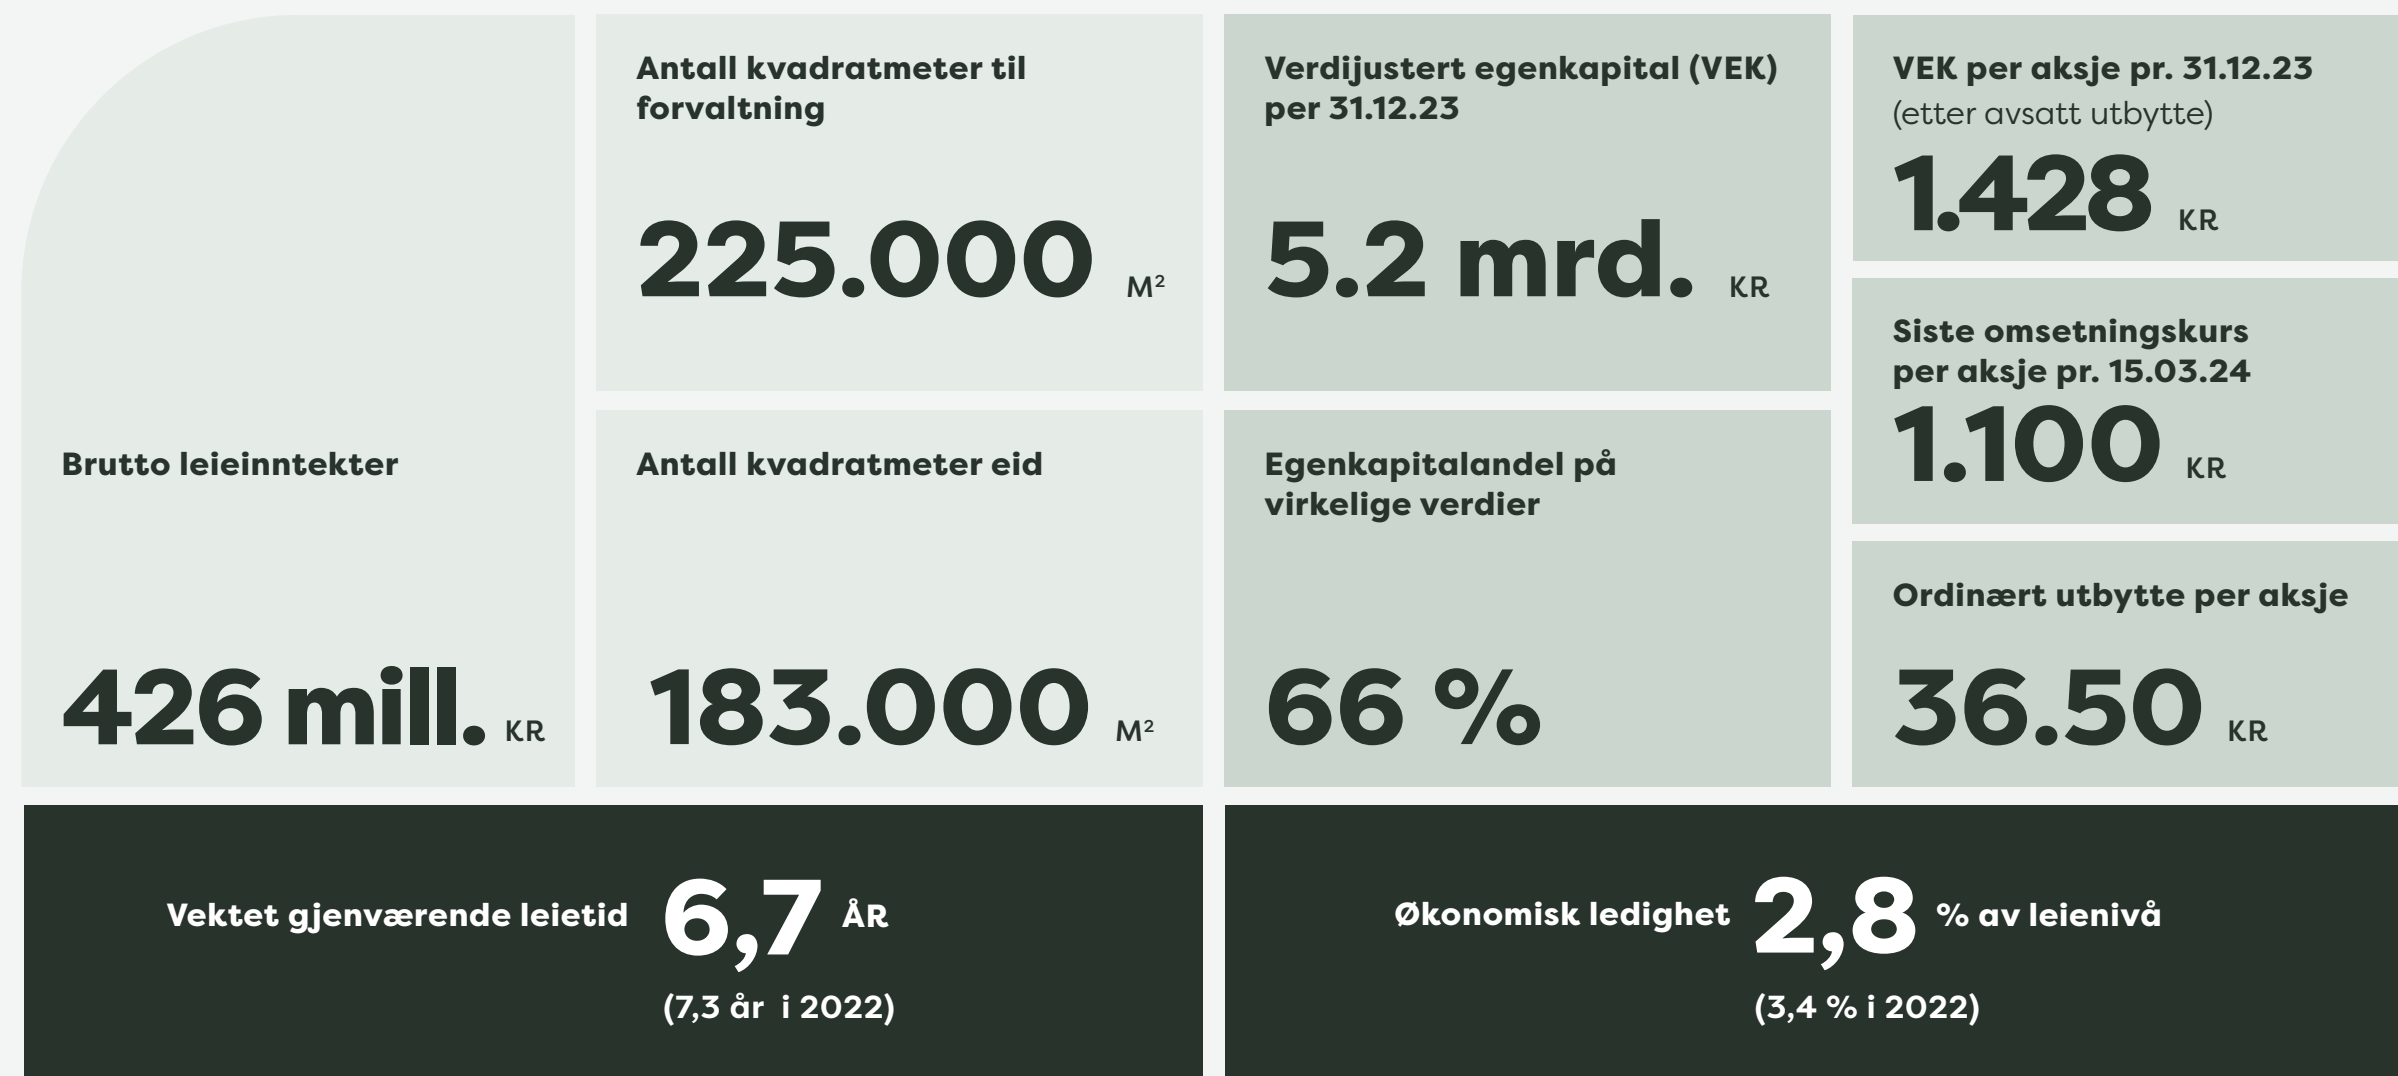 Brutto leieinntekter
426 mill. KR
Antall kvadratmeter til
forvaltning
225.000 M²
Antall kvadratmeter eid
183.000 M²
Verdijustert egenkapital (VEK)
per 31.12.23
5.2 mrd. KR
Egenkapitalandel på
virkelige verdier
66 %
VEK per aksje pr. 31.12.23
(etter avsatt utbytte)
1.428 KR
Siste omsetningskurs
per aksje pr. 15.03.24
1.100 KR
Ordinært utbytte per aksje
36.50 KR
Vektet gjenværende leietid 6,7 ÅR
(7,3 år i 2022)
Økonomisk ledighet 2,8 % av leienivå
(3,4 % i 2022)